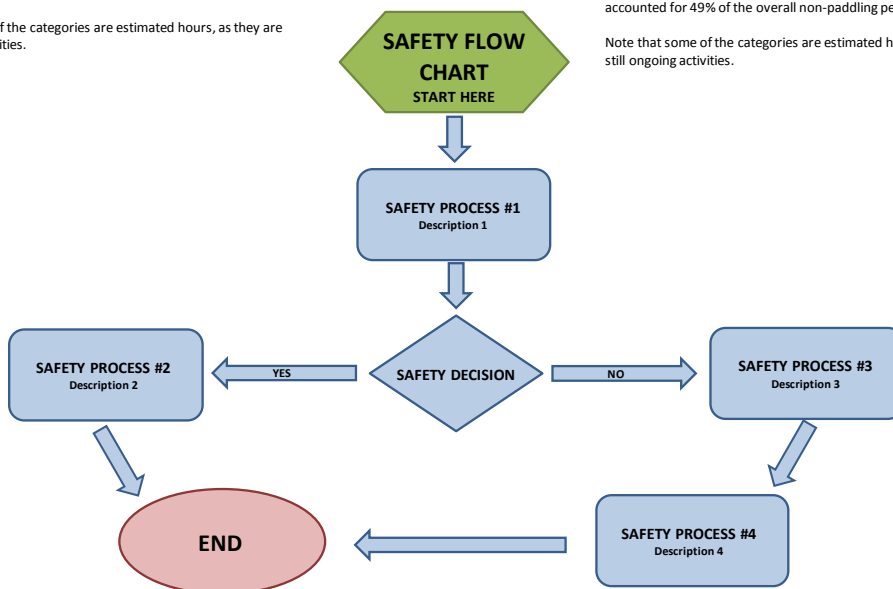 accounted for 49% of the overall non-paddling
f the categories are estimated hours, as they are
ities.
Note that some of the categories are estimated
still ongoing activities.
SAFETY FLOW
CHART
START HERE
SAFETY PROCESS #1
Description 1
SAFETY DECISION
YES
NO
SAFETY PROCESS #2
Description 2
SAFETY PROCESS #3
Description 3
SAFETY PROCESS #4
Description 4
END